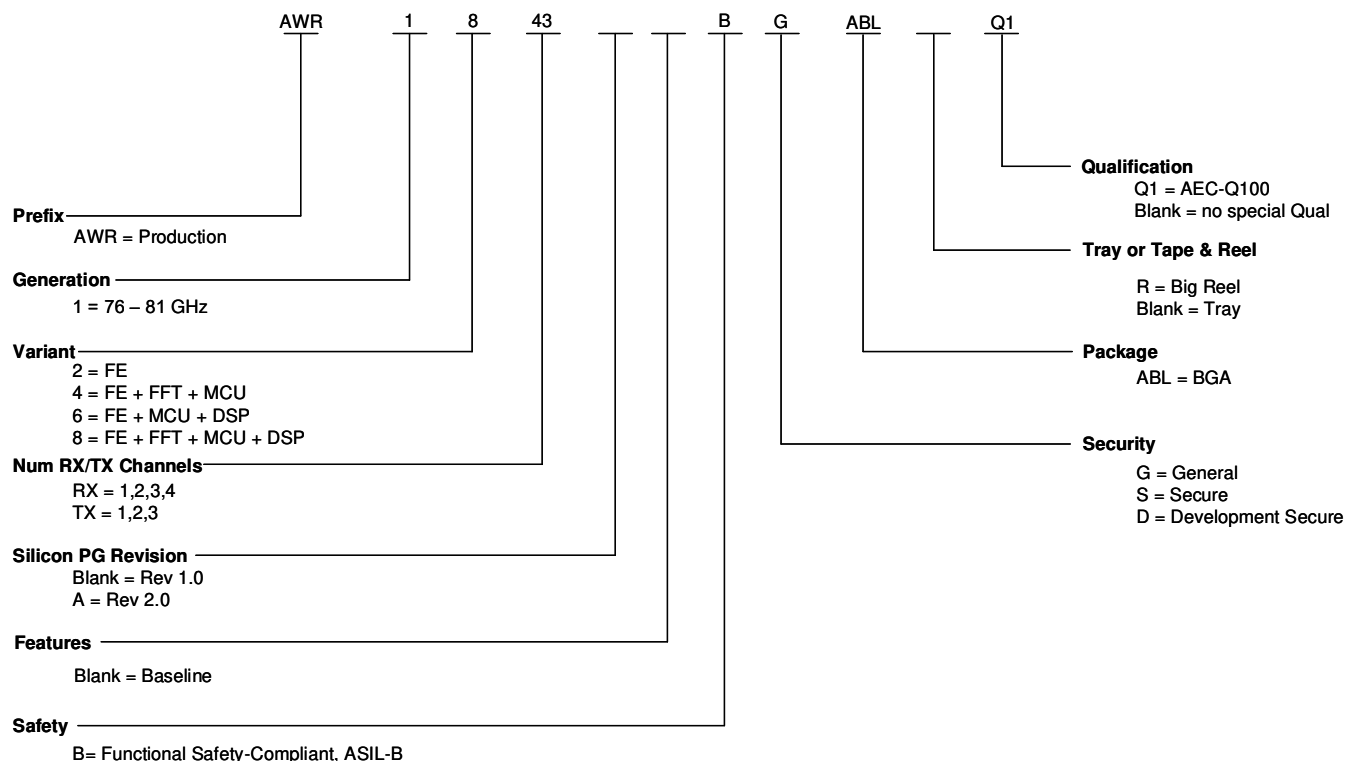 AWR 1 8 43 B G ABL Q1
Prefix
AWR = Production
Generation
1 = 76 – 81 GHz
Variant
2 = FE
4 = FE + FFT + MCU
6 = FE + MCU + DSP
8 = FE + FFT + MCU + DSP
Num RX/TX Channels
RX = 1,2,3,4
TX = 1,2,3
Silicon PG Revision
Blank = Rev 1.0
A = Rev 2.0
Features
Blank = Baseline
Safety
B= Functional Safety-Compliant, ASIL-B
Qualification
Q1 = AEC-Q100
Blank = no special Qual
Tray or Tape & Reel
R = Big Reel
Blank = Tray
Package
ABL = BGA
Security
G = General
S = Secure
D = Development Secure